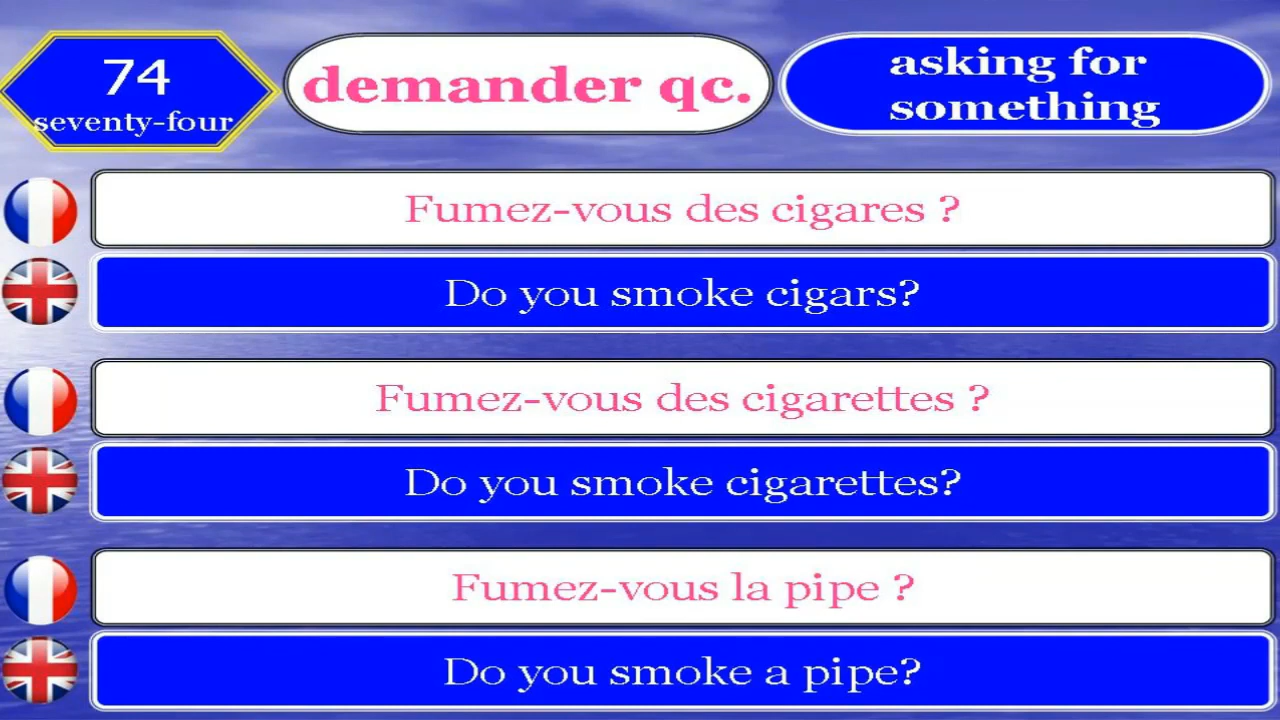 74
seventy-four
demander qc.
asking for
something
Fumez-vous des cigares ?
Do you smoke cigars?
Fumez-vous des cigarettes ?
Do you smoke cigarettes?
Fumez-vous la pipe ?
Do you smoke a pipe?